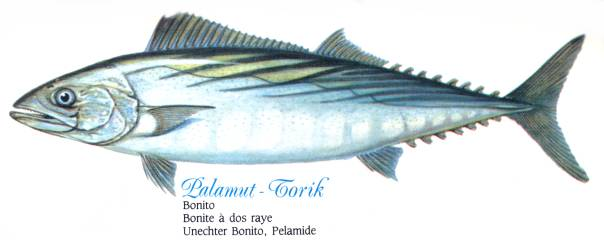 Palamut - Torik
Bonito
Bonite à dos raye
Unechter Bonito, Pelamide